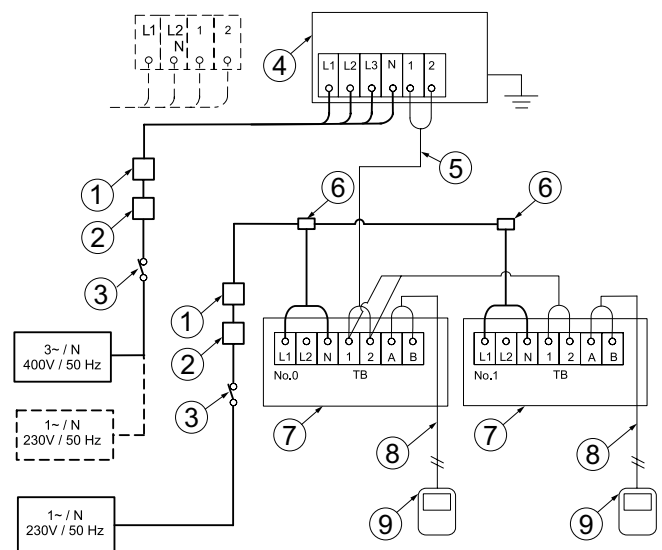 L1 L2 1 2
N
4
L1 L2 L3 N 1 2
1
2
3
5
6
6
1
2
3
3~ / N
400V / 50 Hz
1~ / N
230V / 50 Hz
1~ / N
230V / 50 Hz
L1 L2 N 1 2 A B
No.0 TB
7
8
9
L1 L2 N 1 2 A B
No.1 TB
7
8
9